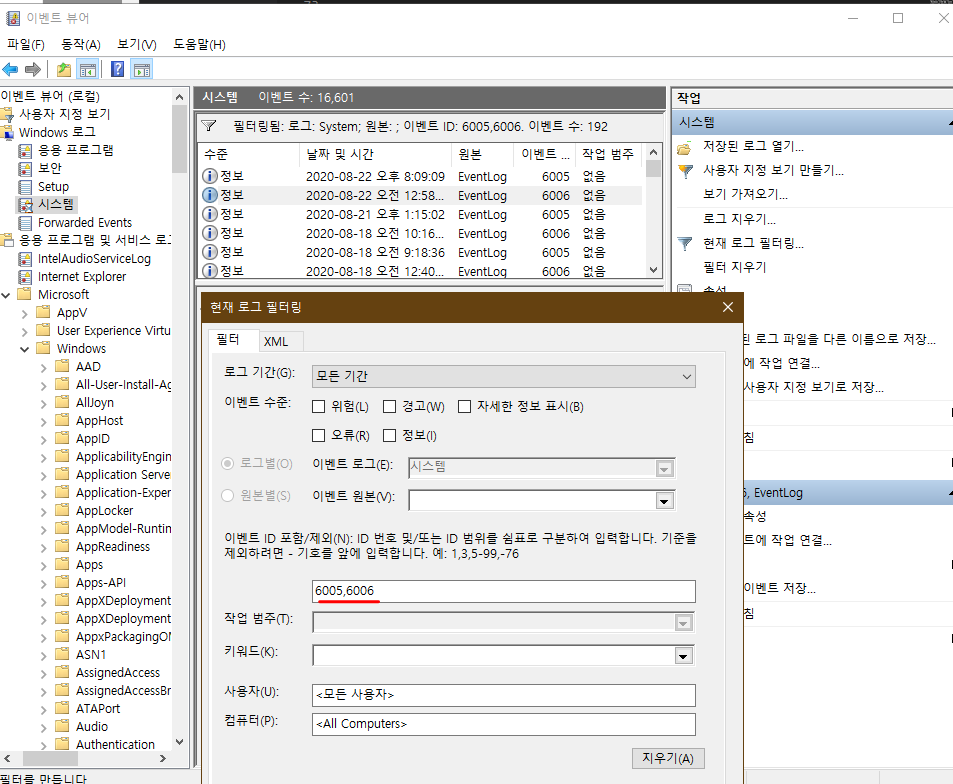 이벤트 뷰어
파일(F) 동작(A) 보기(V) 도움말(H)
이벤트 뷰어 (로컬)
사용자 지정 보기
Windows 로그
응용 프로그램
보안
Setup
시스템
Forwarded Events
응용 프로그램 및 서비스 로그
IntelAudioServiceLog
Internet Explorer
Microsoft
AppV
User Experience Virtu
Windows
AAD
All-User-Install-Ag
AllJoyn
AppHost
AppID
ApplicabilityEngin
Application Server
Application-Exper
AppLocker
AppModel-Runtin
AppReadiness
Apps
Apps-API
AppXDeployment
AppXDeployment
AppxPackagingOM
ASN1
AssignedAccess
AssignedAccessBr
ATAPort
Audio
Authentication
필터를 만듭니다
시스템 이벤트 수: 16,601
필터링됨: 로그: System; 원본: ; 이벤트 ID: 6005,6006. 이벤트 수: 192
수준 날짜 및 시간 원본 이벤트 ... 작업 범주
정보 2020-08-22 오후 8:09:09 EventLog 6005 없음
정보 2020-08-22 오전 12:58... EventLog 6006 없음
정보 2020-08-21 오후 1:15:02 EventLog 6005 없음
정보 2020-08-18 오전 10:16... EventLog 6006 없음
정보 2020-08-18 오전 9:18:36 EventLog 6005 없음
정보 2020-08-18 오전 12:40... EventLog 6006 없음
현재 로그 필터링
필터 XML
로그 기간(G): 모든 기간
이벤트 수준: 위험(L) 경고(W) 자세한 정보 표시(B)
오류(R) 정보(I)
로그별(O) 이벤트 로그(E): 시스템
원본별(S) 이벤트 원본(V):
이벤트 ID 포함/제외(N): ID 번호 및/또는 ID 범위를 쉼표로 구분하여 입력합니다. 기준을
제외하려면 - 기호를 앞에 입력합니다. 예: 1,3,5-99,-76
6005,6006
작업 범주(T):
키워드(K):
사용자(U): <모든 사용자>
컴퓨터(P): <All Computers>
지우기(A)
작업
시스템
저장된 로그 열기...
사용자 지정 보기 만들기...
보기 가져오기...
로그 지우기...
현재 로그 필터링...
필터 지우기
속성
된 로그 파일을 다른 이름으로 저장...
에 작업 연결...
사용자 지정 보기로 저장...
침
6, EventLog
속성
트에 작업 연결...
이벤트 저장...
침